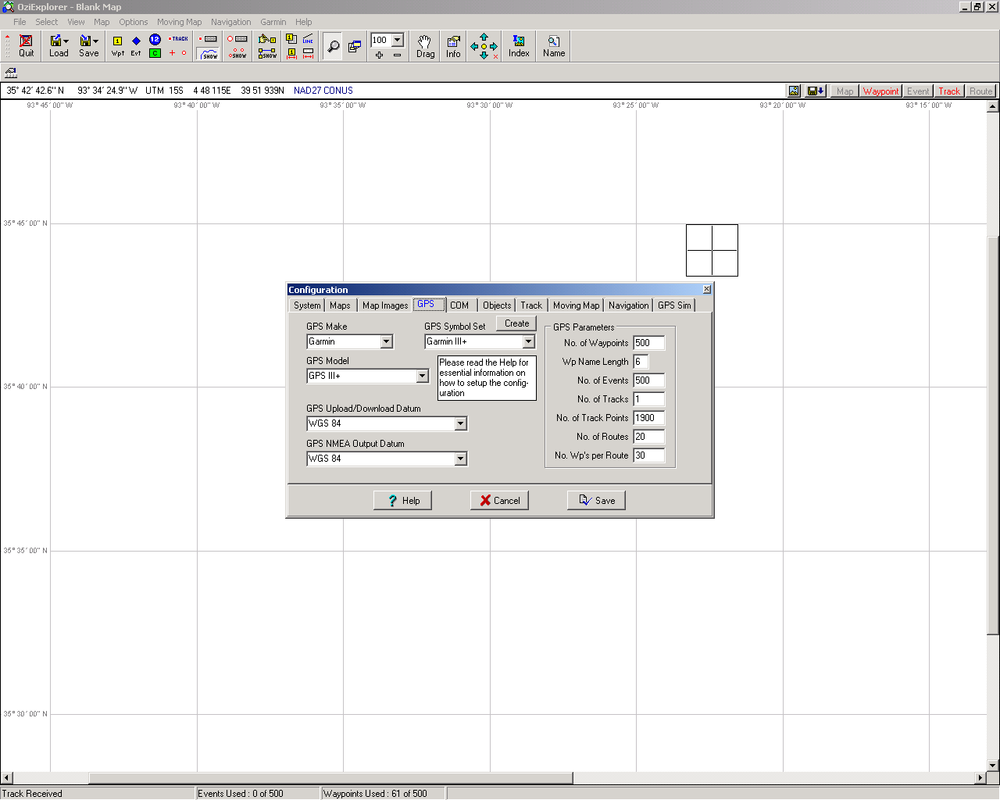 OziExplorer - Blank Map
File Select View Map Options Moving Map Navigation Garmin Help
Quit Load Save 1 Wpt Evt 12 C TRACK SHOW SHOW 1 SHOW 1 1 LINE 100 Drag Info Index Name
35° 42´ 42.6" N 93° 34´ 24.9" W UTM 15S 4 48 115E 39 51 939N NAD27 CONUS Map Waypoint Event Track Route
93° 45´ 00" W 93° 40´ 00" W 93° 35´ 00" W 93° 30´ 00" W 93° 25´ 00" W 93° 20´ 00" W 93° 15´ 00" W
35° 45´ 00" N
35° 40´ 00" N
35° 35´ 00" N
35° 30´ 00" N
Configuration
System Maps Map Images GPS COM Objects Track Moving Map Navigation GPS Sim
GPS Make
Garmin
GPS Symbol Set
Create
Garmin III+
GPS Model
GPS III+
Please read the Help for
essential information on
how to setup the config-
uration
GPS Upload/Download Datum
WGS 84
GPS NMEA Output Datum
WGS 84
GPS Parameters
No. of Waypoints 500
Wp Name Length 6
No. of Events 500
No. of Tracks 1
No. of Track Points 1900
No. of Routes 20
No. Wp's per Route 30
Help Cancel Save
Track Received Events Used : 0 of 500 Waypoints Used : 61 of 500